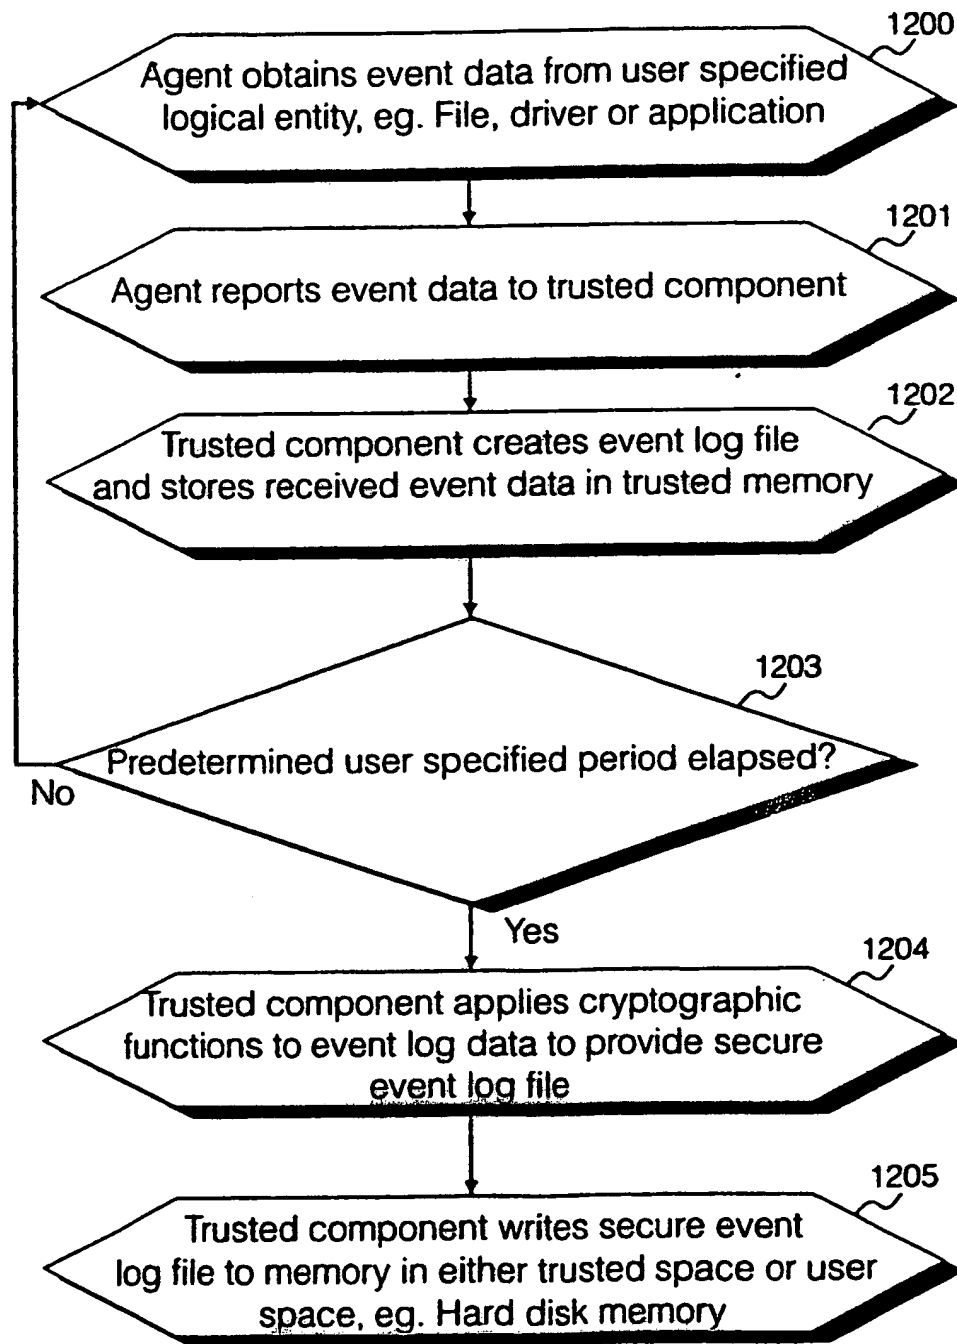 1200
Agent obtains event data from user specified
logical entity, eg. File, driver or application
1201
Agent reports event data to trusted component
1202
Trusted component creates event log file
and stores received event data in trusted memory
1203
Predetermined user specified period elapsed?
No
Yes
1204
Trusted component applies cryptographic
functions to event log data to provide secure
event log file
1205
Trusted component writes secure event
log file to memory in either trusted space or user
space, eg. Hard disk memory